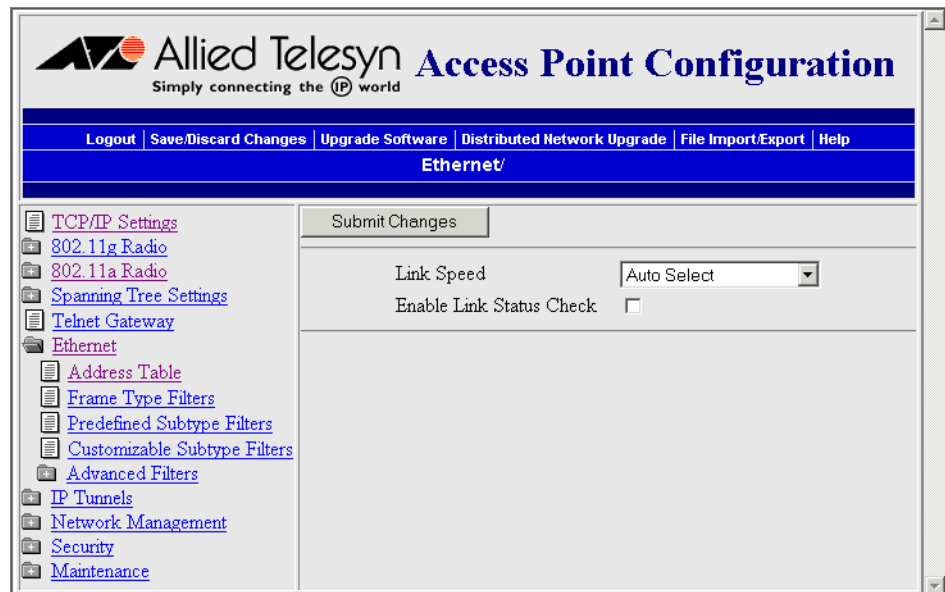 Allied Telesyn
Simply connecting the IP world
Access Point Configuration
Logout | Save/Discard Changes | Upgrade Software | Distributed Network Upgrade | File Import/Export | Help
Ethernet/
TCP/IP Settings
802.11g Radio
802.11a Radio
Spanning Tree Settings
Telnet Gateway
Ethernet
Address Table
Frame Type Filters
Predefined Subtype Filters
Customizable Subtype Filters
Advanced Filters
IP Tunnels
Network Management
Security
Maintenance
Submit Changes
Link Speed Auto Select
Enable Link Status Check